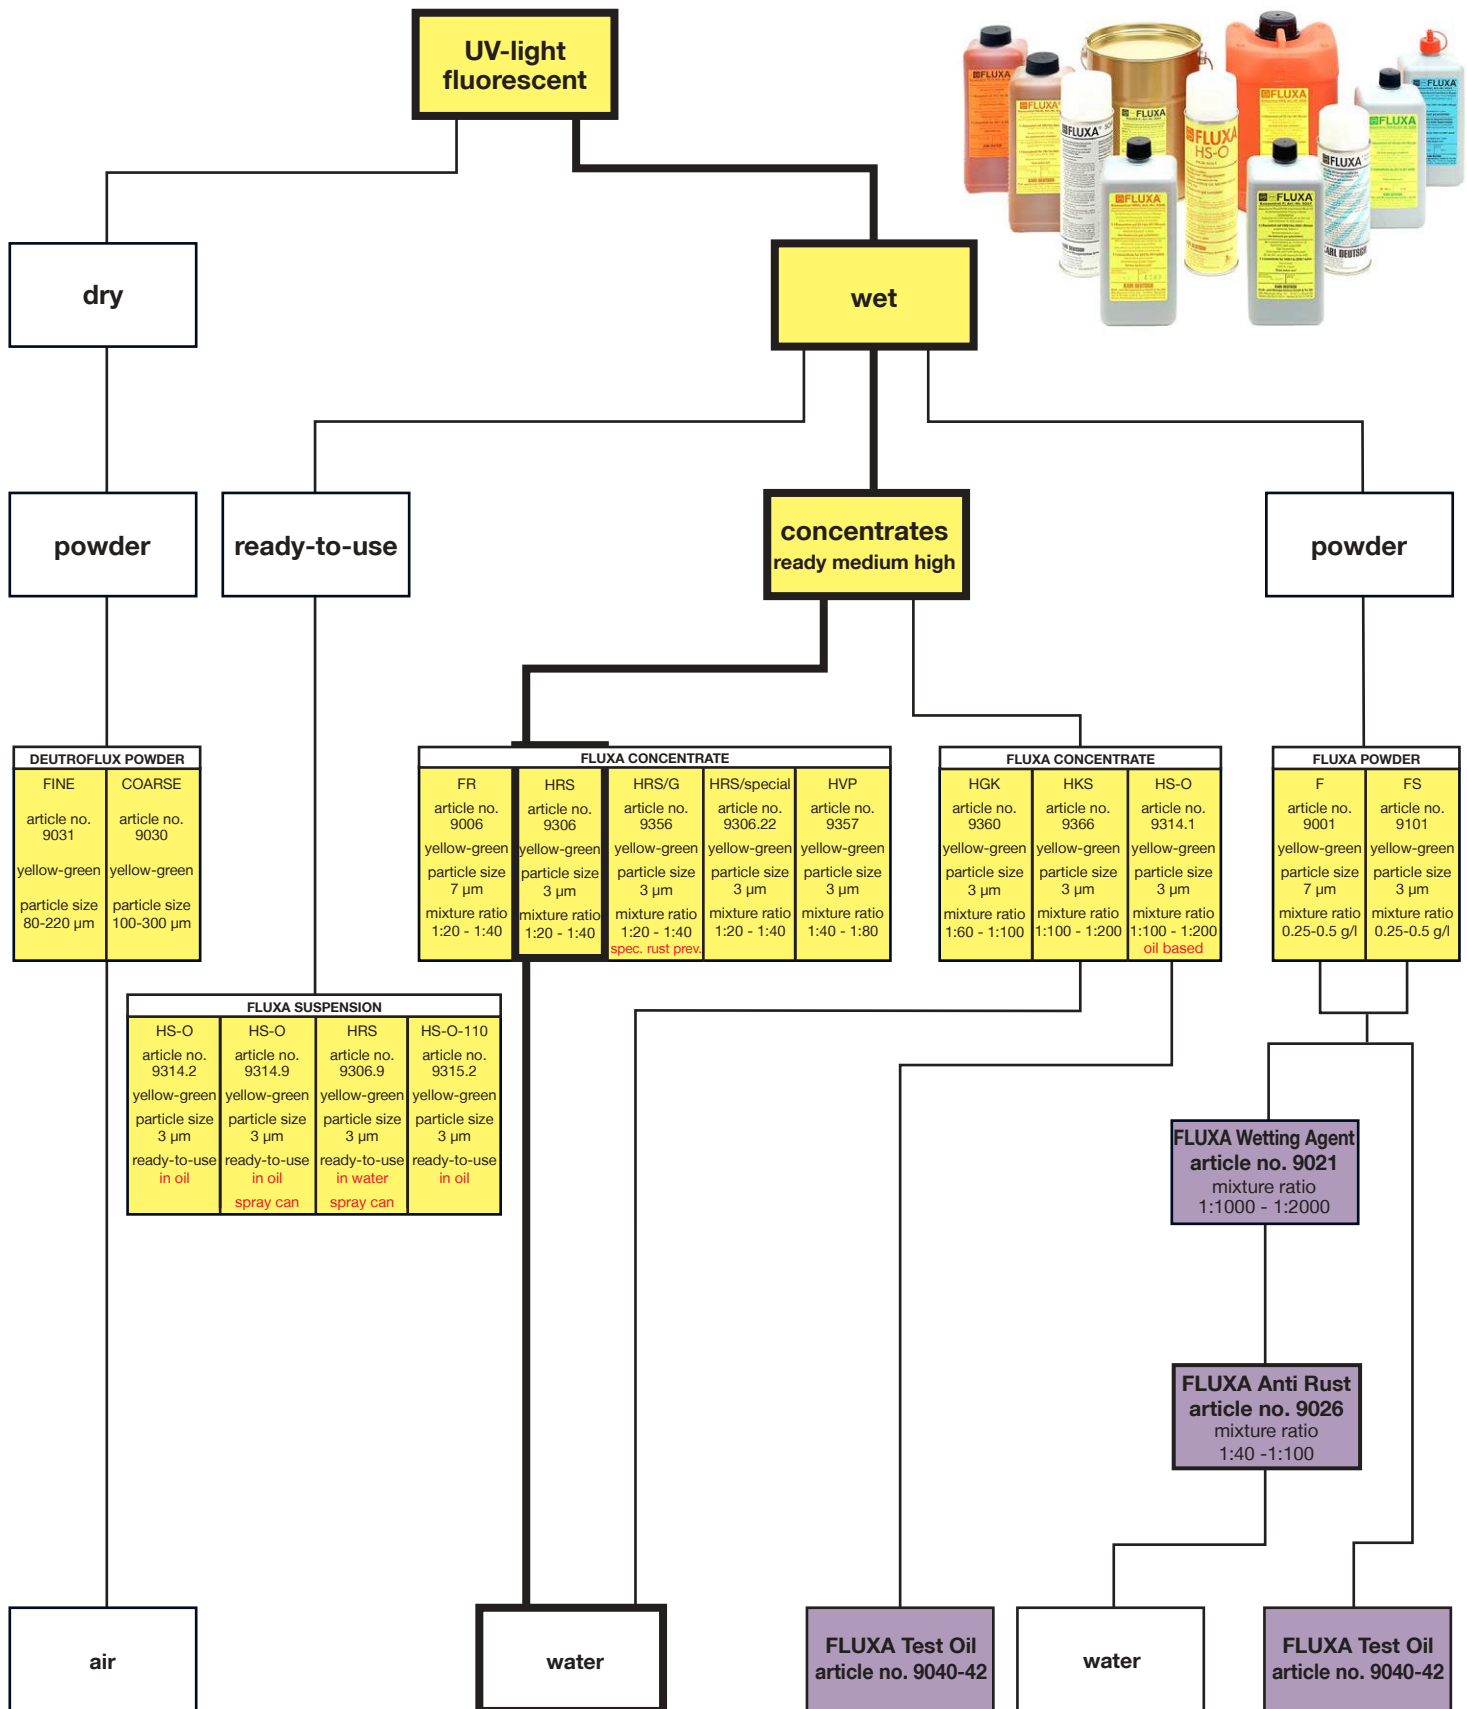 UV-light
fluorescent
FLUXA
FLUXA
FLUXA
FLUXA
FLUXA
HS-O
FLUXA
FLUXA
FLUXA
FLUXA
FLUXA
FLUXA
KARL DEUTSCH
KARL DEUTSCH
dry
wet
powder
ready-to-use
concentrates
ready medium high
powder
DEUTROFLUX POWDER
FINE
article no.
9031
yellow-green
particle size
80-220 µm
COARSE
article no.
9030
yellow-green
particle size
100-300 µm
FLUXA CONCENTRATE
FR
article no.
9006
yellow-green
particle size
7 µm
mixture ratio
1:20 - 1:40
HRS
article no.
9306
yellow-green
particle size
3 µm
mixture ratio
1:20 - 1:40
HRS/G
article no.
9356
yellow-green
particle size
3 µm
mixture ratio
1:20 - 1:40
spec. rust prev.
HRS/special
article no.
9306.22
yellow-green
particle size
3 µm
mixture ratio
1:20 - 1:40
HVP
article no.
9357
yellow-green
particle size
3 µm
mixture ratio
1:40 - 1:80
FLUXA CONCENTRATE
HGK
article no.
9360
yellow-green
particle size
3 µm
mixture ratio
1:60 - 1:100
HKS
article no.
9366
yellow-green
particle size
3 µm
mixture ratio
1:100 - 1:200
HS-O
article no.
9314.1
yellow-green
particle size
3 µm
mixture ratio
1:100 - 1:200
oil based
FLUXA POWDER
F
article no.
9001
yellow-green
particle size
7 µm
mixture ratio
0.25-0.5 g/l
FS
article no.
9101
yellow-green
particle size
3 µm
mixture ratio
0.25-0.5 g/l
FLUXA SUSPENSION
HS-O
article no.
9314.2
yellow-green
particle size
3 µm
ready-to-use
in oil
HS-O
article no.
9314.9
yellow-green
particle size
3 µm
ready-to-use
in oil
spray can
HRS
article no.
9306.9
yellow-green
particle size
3 µm
ready-to-use
in water
spray can
HS-O-110
article no.
9315.2
yellow-green
particle size
3 µm
ready-to-use
in oil
FLUXA Wetting Agent
article no. 9021
mixture ratio
1:1000 - 1:2000
FLUXA Anti Rust
article no. 9026
mixture ratio
1:40 -1:100
air
water
FLUXA Test Oil
article no. 9040-42
water
FLUXA Test Oil
article no. 9040-42